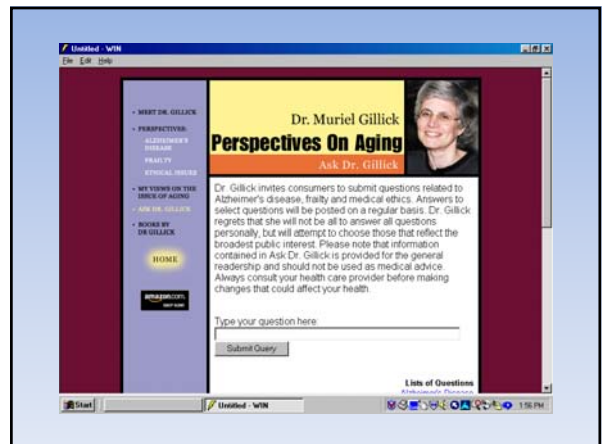 Untitled - WIN
File Edit Help
• MEET DR. GILLICK
• PERSPECTIVES:
ALZHEIMER'S
DISEASE
FRAILTY
ETHICAL ISSUES
• MY VIEWS ON THE
ISSUE OF AGING
• ASK DR. GILLICK
• BOOKS BY
DR GILLICK
HOME
amazon.com.
Dr. Muriel Gillick
Perspectives On Aging
Ask Dr. Gillick
Dr. Gillick invites consumers to submit questions related to
Alzheimer's disease, frailty and medical ethics. Answers to
select questions will be posted on a regular basis. Dr. Gillick
regrets that she will not be all to answer all questions
personally, but will attempt to choose those that reflect the
broadest public interest. Please note that information
contained in Ask Dr. Gillick is provided for the general
readership and should not be used as medical advice.
Always consult your health care provider before making
changes that could affect your health.
Type your question here:
Submit Query
Lists of Questions
Alzheimer's Disease
Start
Untitled - WIN
1:56 PM